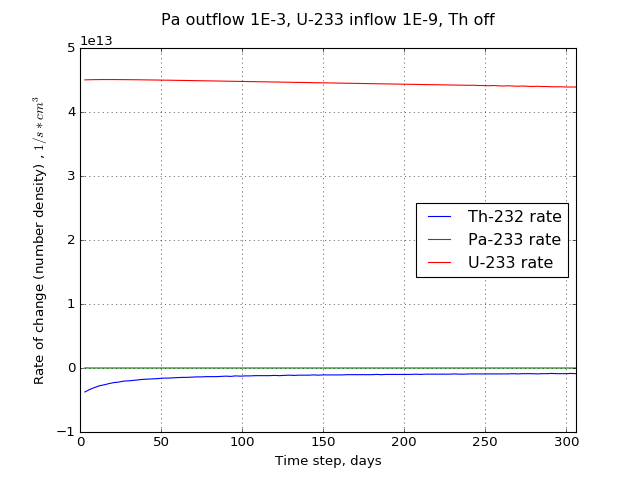 Pa outflow 1E-3, U-233 inflow 1E-9, Th off
1e13
5
4
3
2
1
0
−1
Rate of change (number density) , 1/s * cm³
Th-232 rate
Pa-233 rate
U-233 rate
0 50 100 150 200 250 300
Time step, days